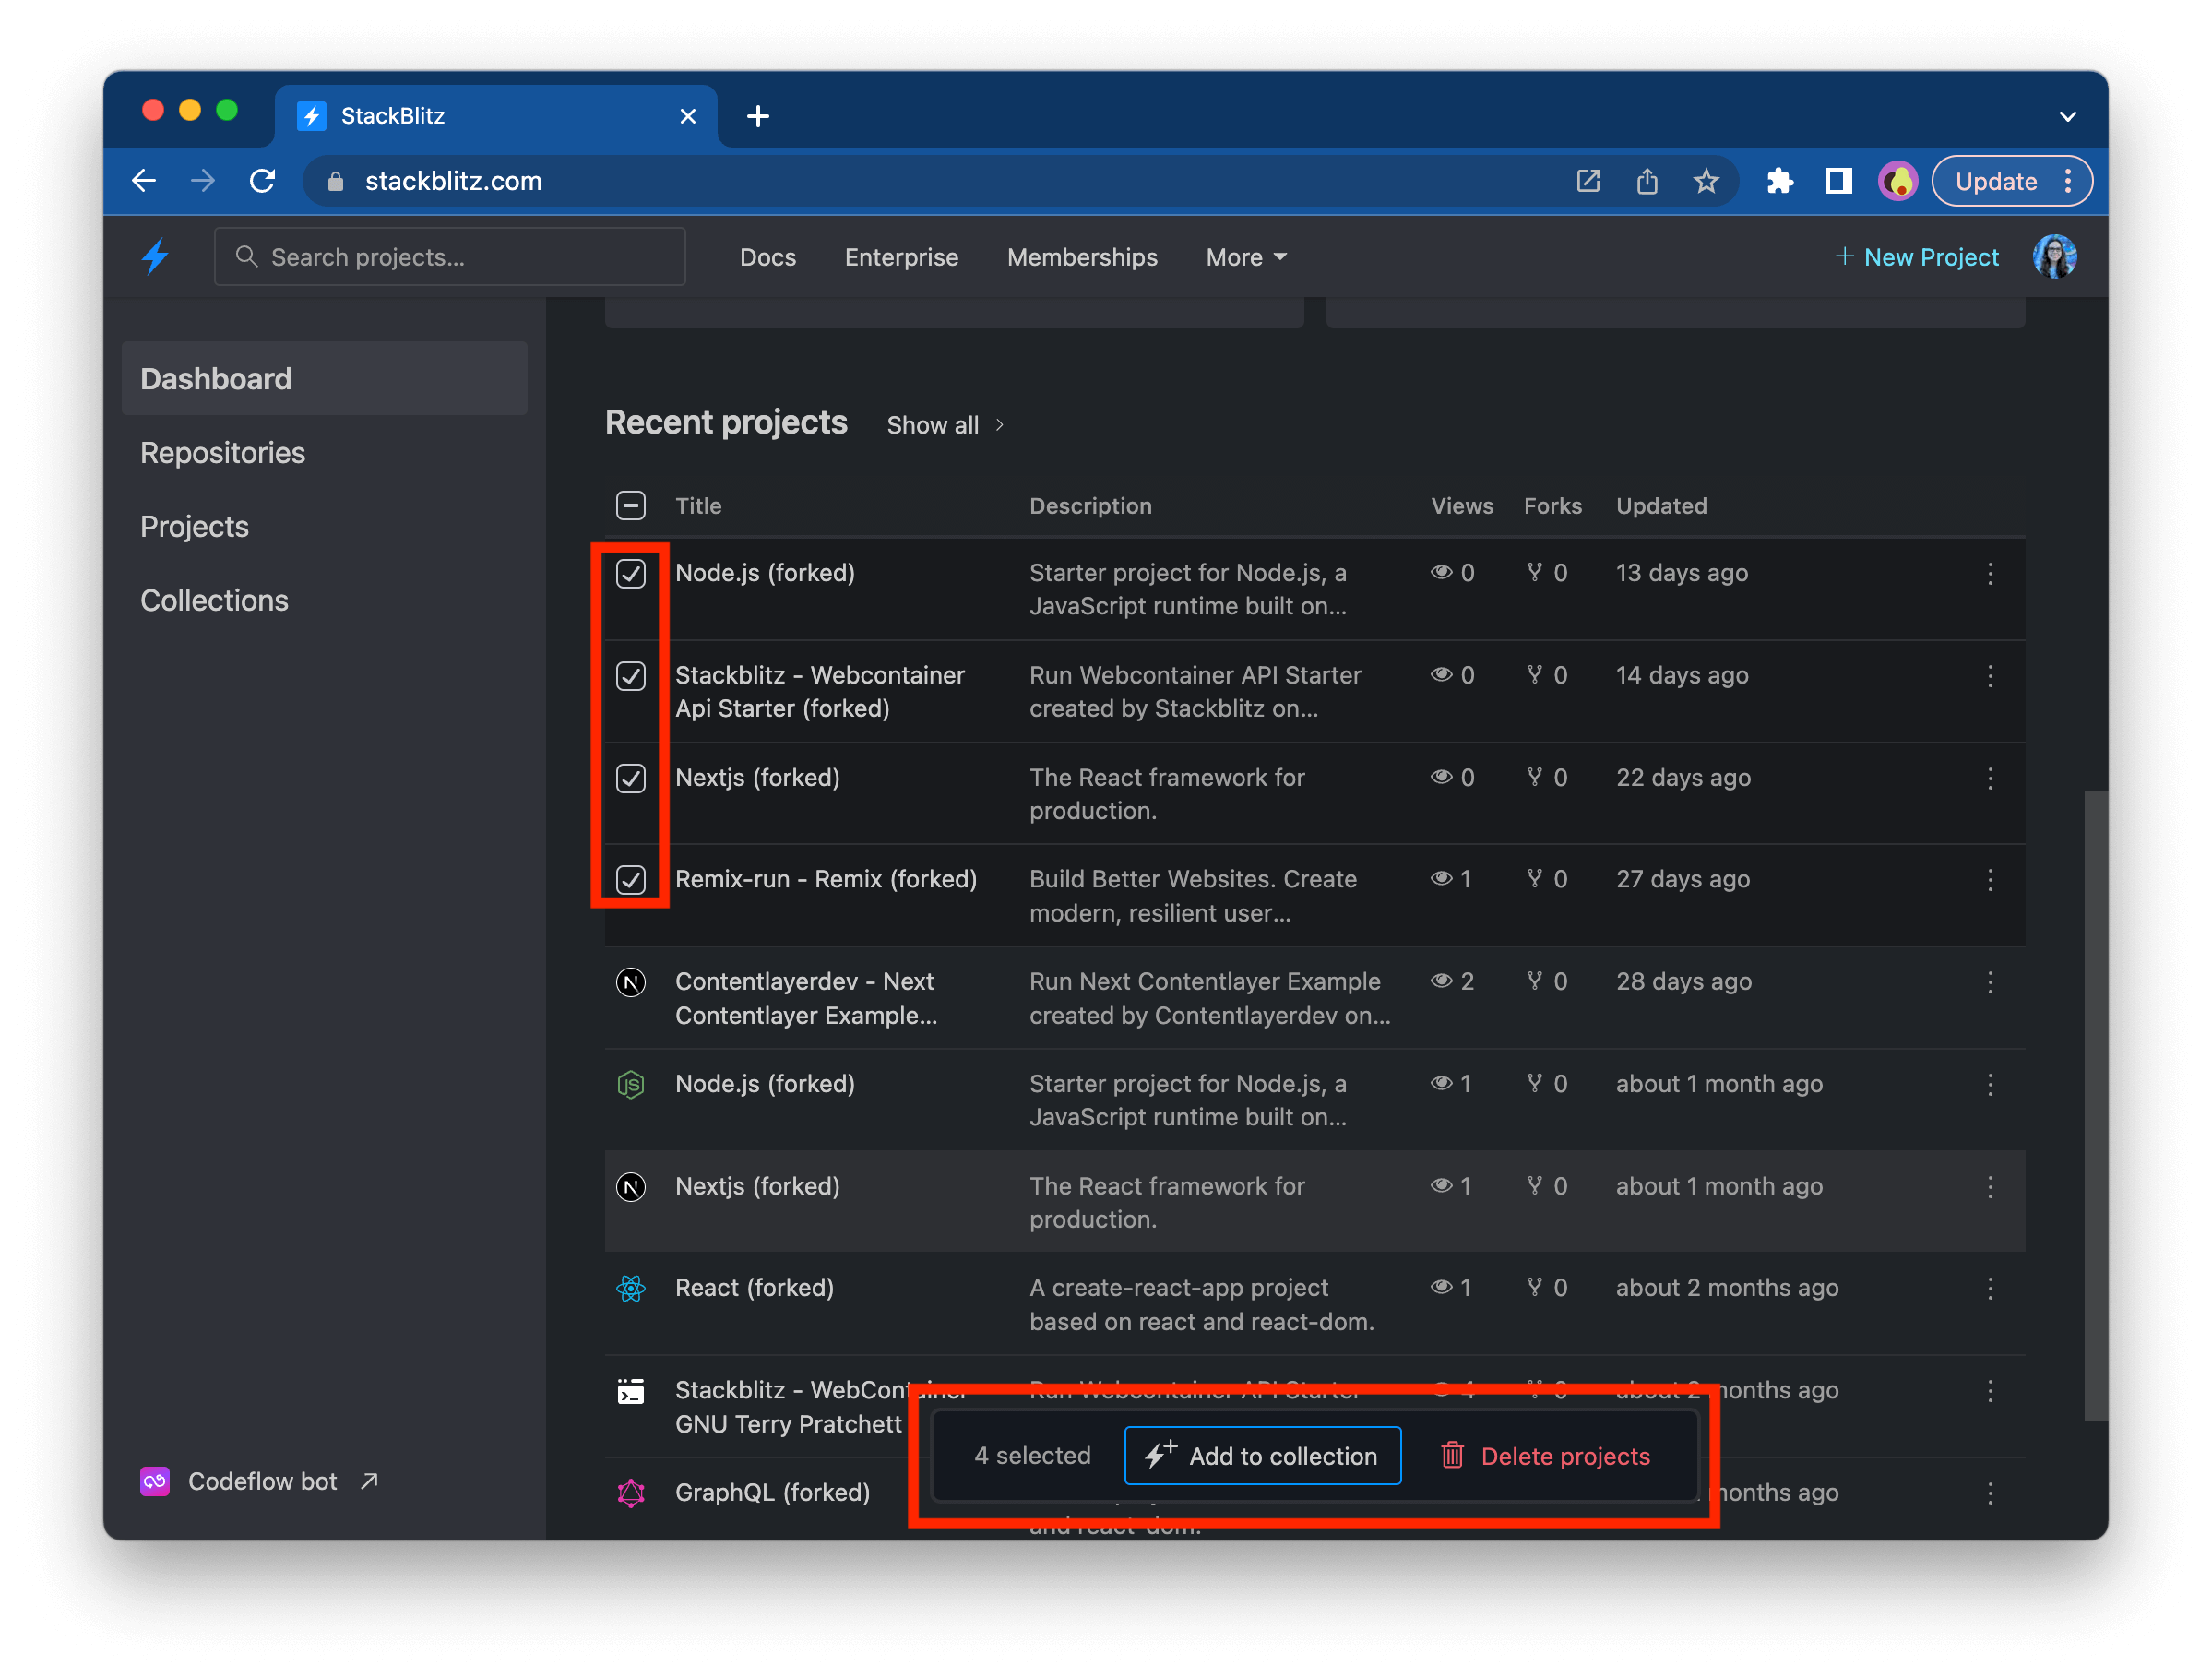 StackBlitz
stackblitz.com
Update
Search projects...
Docs
Enterprise
Memberships
More
New Project
Dashboard
Repositories
Projects
Collections
Codeflow bot
Recent projects
Show all
Title Description Views Forks Updated
Node.js (forked) Starter project for Node.js, a 0 0 13 days ago
JavaScript runtime built on...
Stackblitz - Webcontainer Run Webcontainer API Starter 0 0 14 days ago
Api Starter (forked) created by Stackblitz on...
Nextjs (forked) The React framework for 0 0 22 days ago
production.
Remix-run - Remix (forked) Build Better Websites. Create 1 0 27 days ago
modern, resilient user...
Contentlayerdev - Next Run Next Contentlayer Example 2 0 28 days ago
Contentlayer Example... created by Contentlayerdev on...
Node.js (forked) Starter project for Node.js, a 1 0 about 1 month ago
JavaScript runtime built on...
Nextjs (forked) The React framework for 1 0 about 1 month ago
production.
React (forked) A create-react-app project 1 0 about 2 months ago
based on react and react-dom.
Stackblitz - WebContainer Run Webcontainer API Starter 4 0 about 2 months ago
GNU Terry Pratchett
GraphQL (forked) months ago
and react-dom.
4 selected Add to collection Delete projects